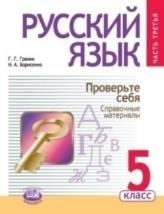 РУССКИЙ
ЯЗЫК
ЧАСТЬ ТРЕТЬЯ
Г. Г. Граник
Н. А. Борисенко
Проверьте
себя
Справочные
материалы
5
класс